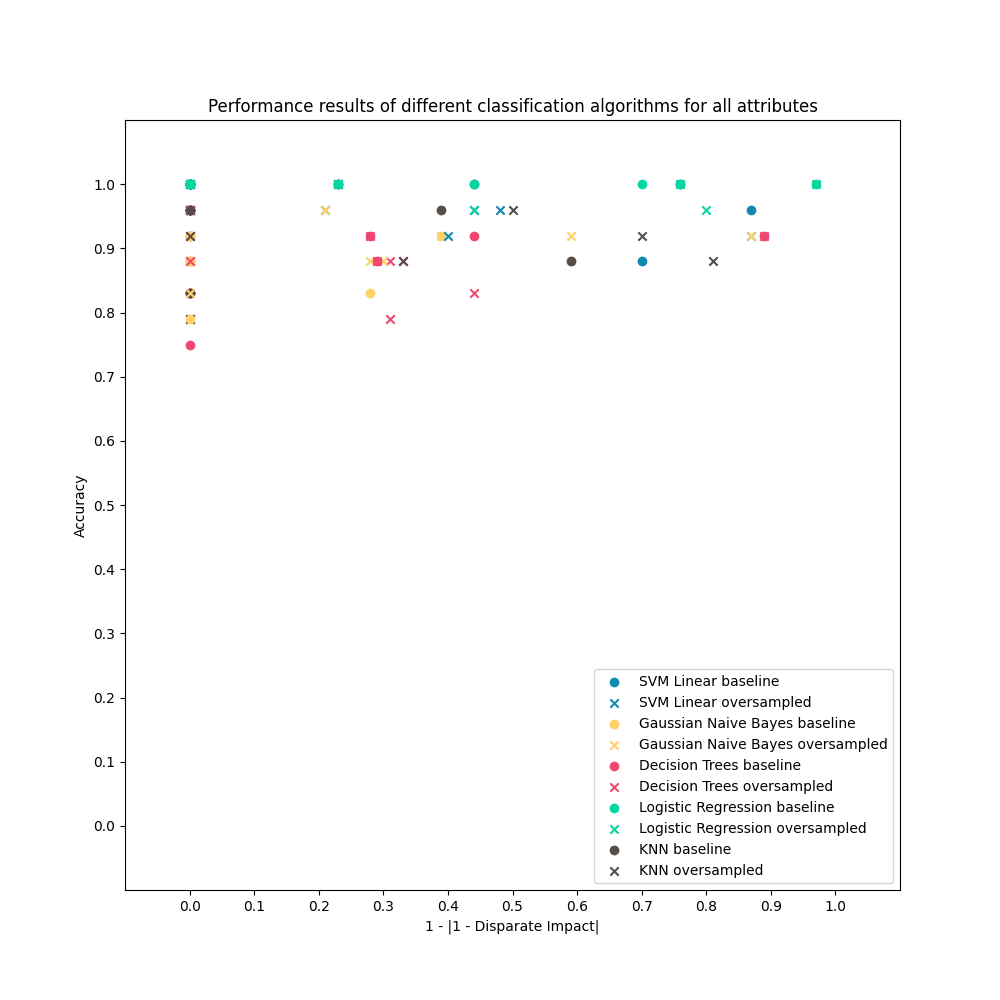 Performance results of different classification algorithms for all attributes
1.0
0.9
0.8
0.7
0.6
0.5
0.4
0.3
0.2
0.1
0.0
Accuracy
SVM Linear baseline
SVM Linear oversampled
Gaussian Naive Bayes baseline
Gaussian Naive Bayes oversampled
Decision Trees baseline
Decision Trees oversampled
Logistic Regression baseline
Logistic Regression oversampled
KNN baseline
KNN oversampled
0.0 0.1 0.2 0.3 0.4 0.5 0.6 0.7 0.8 0.9 1.0
1 - |1 - Disparate Impact|